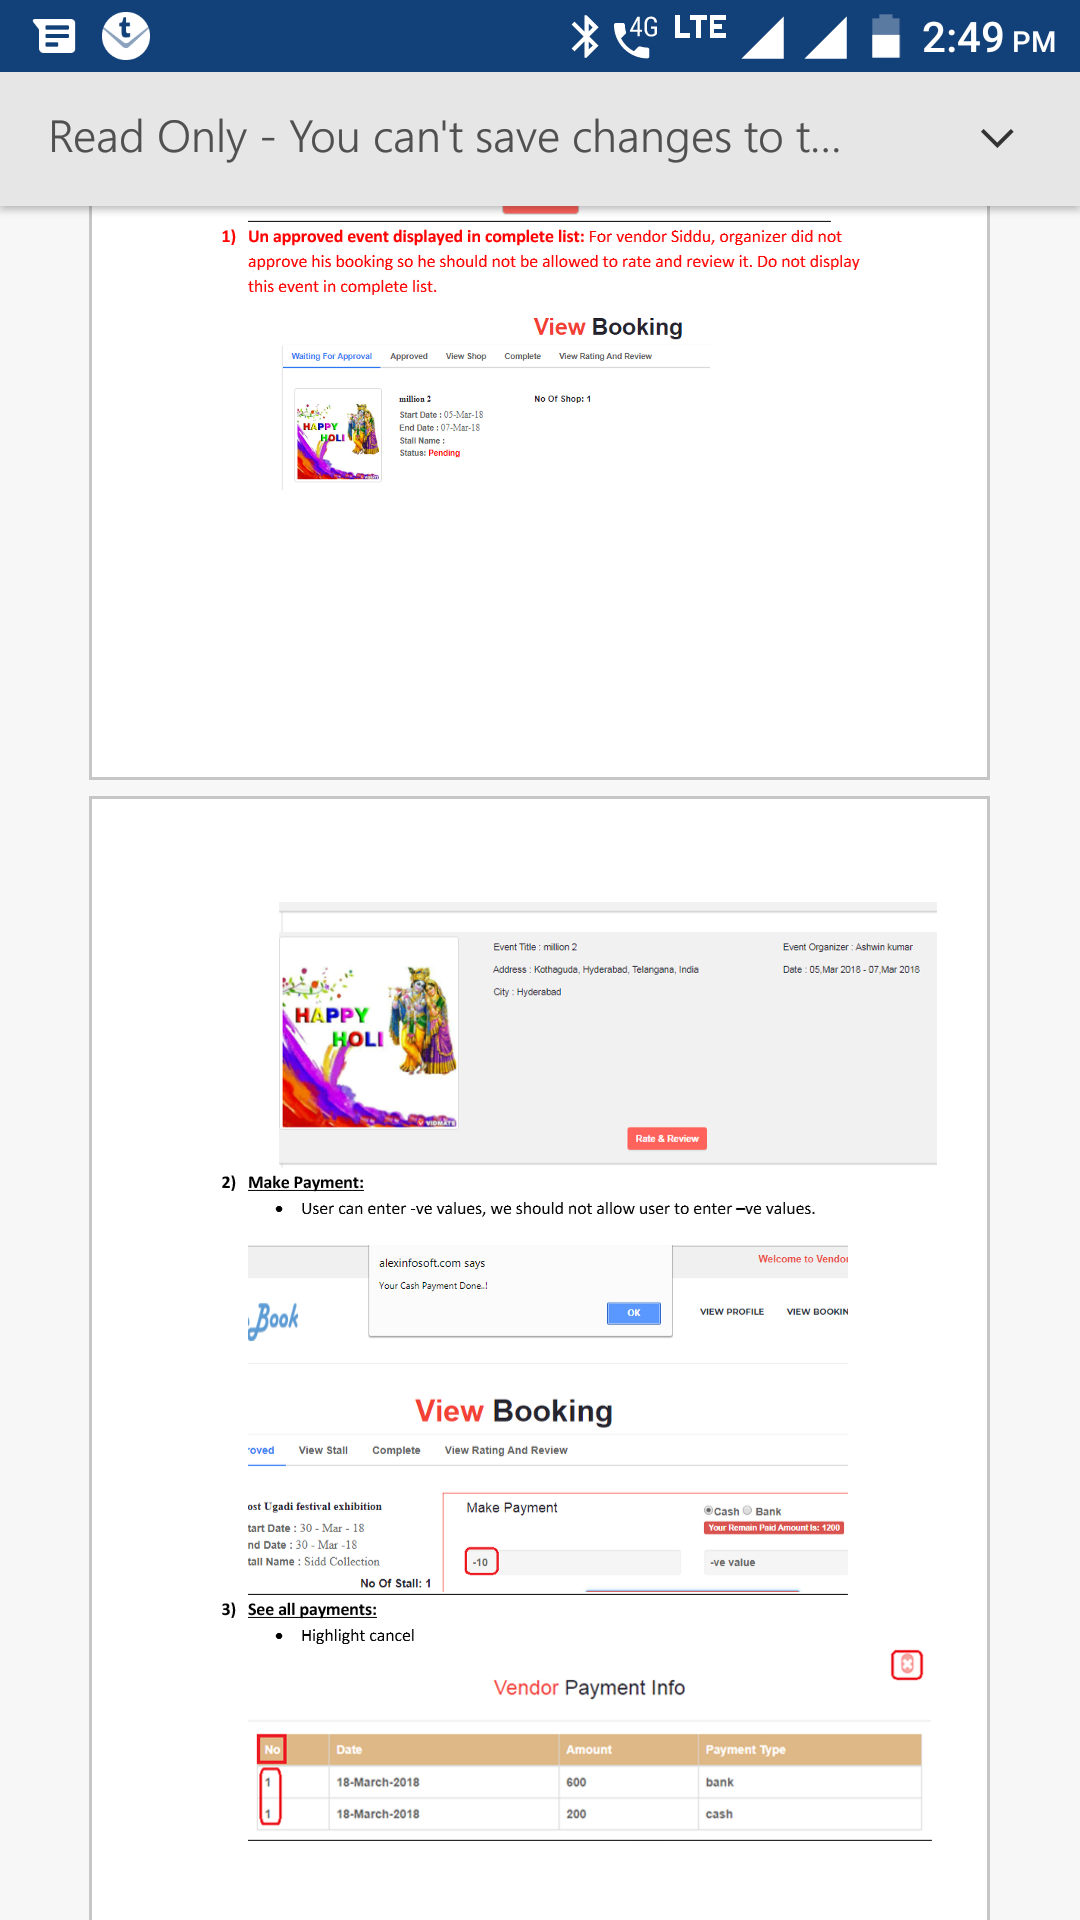 4G LTE 2:49 PM
Read Only - You can't save changes to t...
1) Un approved event displayed in complete list: For vendor Siddu, organizer did not
approve his booking so he should not be allowed to rate and review it. Do not display
this event in complete list.
View Booking
Waiting For Approval Approved View Shop Complete View Rating And Review
million 2 No Of Shop: 1
Start Date : 05-Mar-18
End Date : 07-Mar-18
Stall Name :
Status: Pending
HAPPY
HOLI
Event Title : million 2 Event Organizer : Ashwin kumar
Address : Kothaguda, Hyderabad, Telangana, India Date : 05,Mar 2018 - 07,Mar 2018
City : Hyderabad
HAPPY
HOLI
VIDMATE
Rate & Review
2) Make Payment:
• User can enter -ve values, we should not allow user to enter –ve values.
alexinfosoft.com says
Your Cash Payment Done..!
OK
Welcome to Vendor
Book
VIEW PROFILE VIEW BOOKIN
View Booking
roved View Stall Complete View Rating And Review
ost Ugadi festival exhibition
tart Date : 30 - Mar - 18
nd Date : 30 - Mar -18
tall Name : Sidd Collection
No Of Stall: 1
Make Payment
Cash Bank
Your Remain Paid Amount Is: 1200
-10 -ve value
3) See all payments:
• Highlight cancel
Vendor Payment Info
No Date Amount Payment Type
1 18-March-2018 600 bank
1 18-March-2018 200 cash